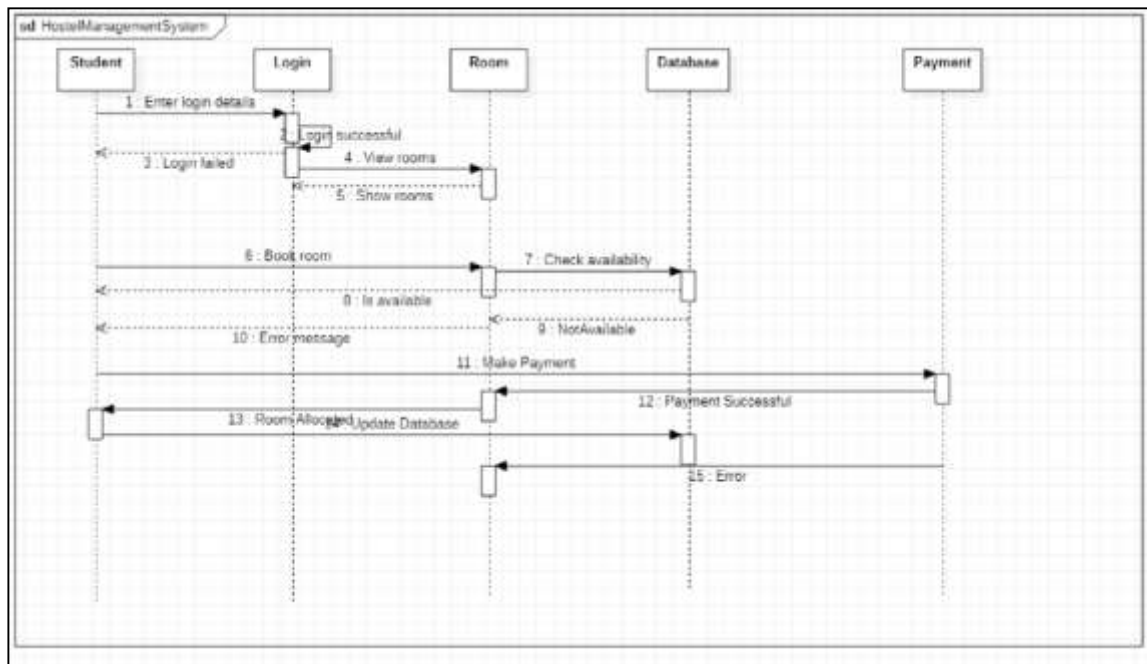 sd HostelManagementSystem
Student
Login
Room
Database
Payment
1 : Enter login details
2 : Login successful
3 : Login failed
4 : View rooms
5 : Show rooms
6 : Book room
7 : Check availability
8 : Is available
9 : NotAvailable
10 : Error message
11 : Make Payment
12 : Payment Successful
13 : Room Allocated
14 : Update Database
15 : Error